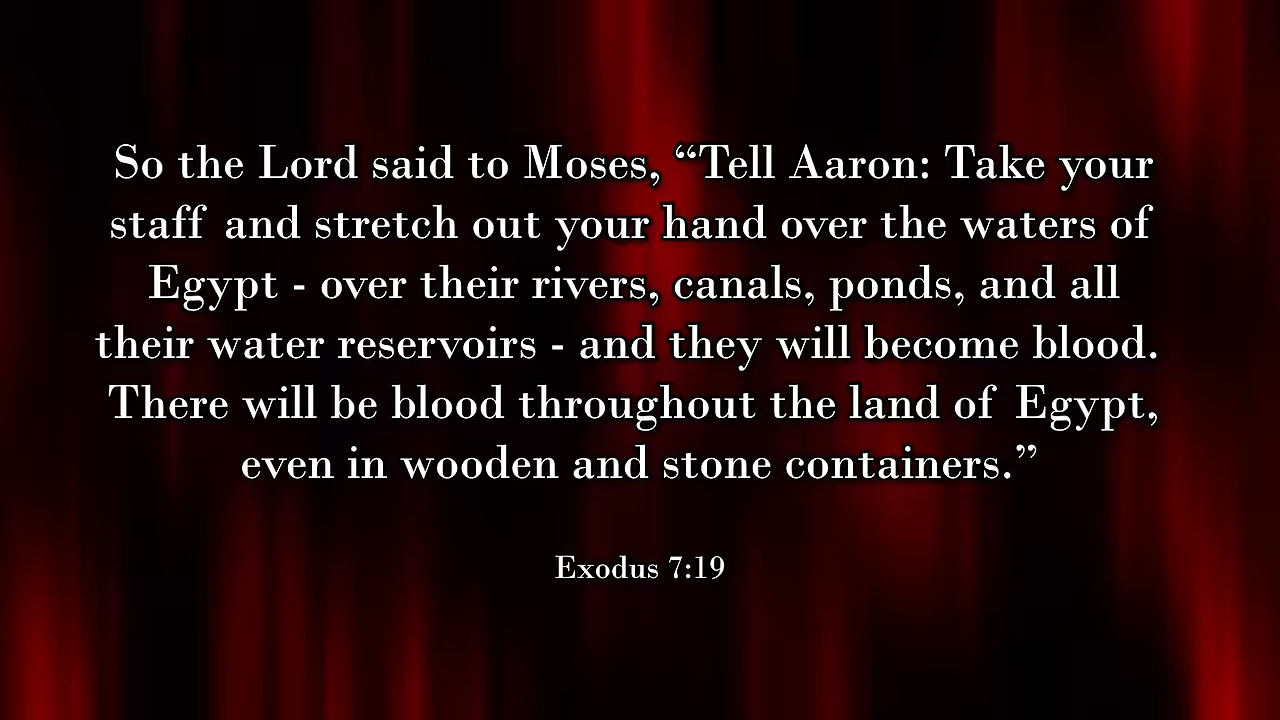 So the Lord said to Moses, “Tell Aaron: Take your
staff and stretch out your hand over the waters of
Egypt - over their rivers, canals, ponds, and all
their water reservoirs - and they will become blood.
There will be blood throughout the land of Egypt,
even in wooden and stone containers.”
Exodus 7:19